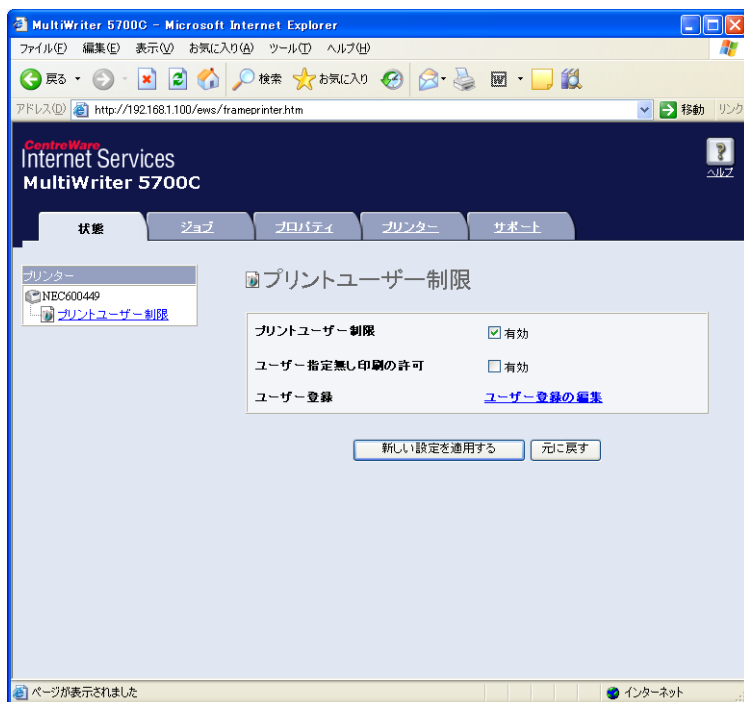 MultiWriter 5700C - Microsoft Internet Explorer
ファイル(F) 編集(E) 表示(V) お気に入り(A) ツール(T) ヘルプ(H)
戻る 検索 お気に入り
アドレス(D) http://192.168.1.100/ews/frameprinter.htm 移動 リンク
CentreWare
Internet Services
MultiWriter 5700C
ヘルプ
状態 ジョブ プロパティ プリンター サポート
プリンター
NEC600449
プリントユーザー制限
プリントユーザー制限
プリントユーザー制限 有効
ユーザー指定無し印刷の許可 有効
ユーザー登録 ユーザー登録の編集
新しい設定を適用する 元に戻す
ページが表示されました インターネット